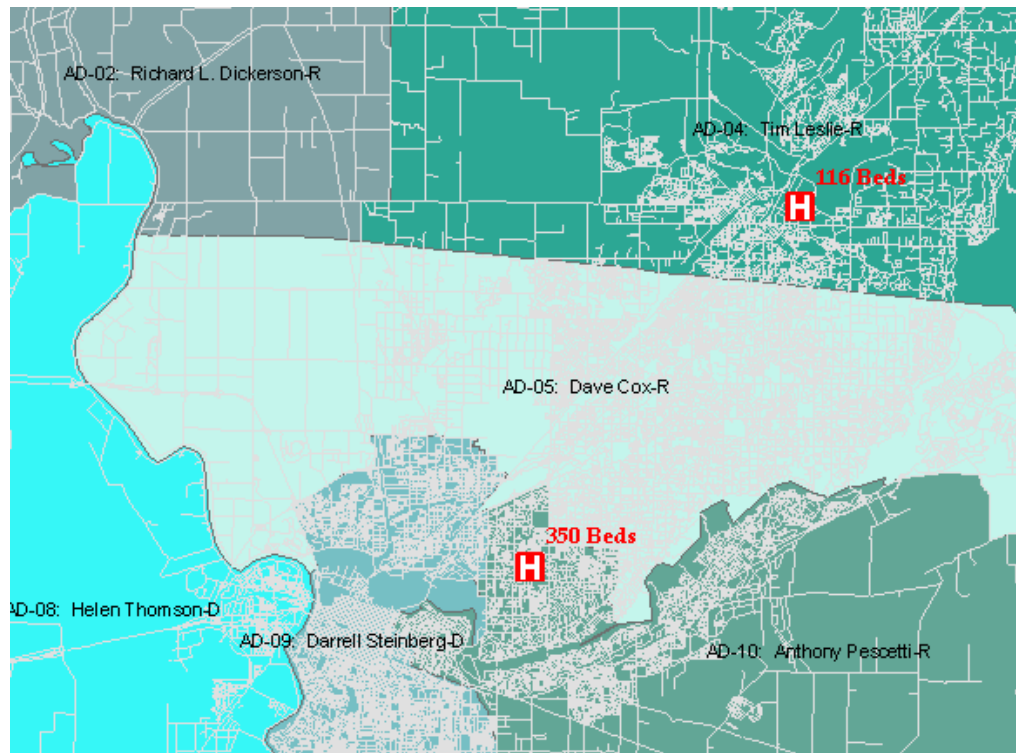 AD-02: Richard L. Dickerson-R
AD-04: Tim Leslie-R
116 Beds
H
AD-05: Dave Cox-R
350 Beds
H
AD-08: Helen Thomson-D
AD-09: Darrell Steinberg-D
AD-10: Anthony Pescetti-R